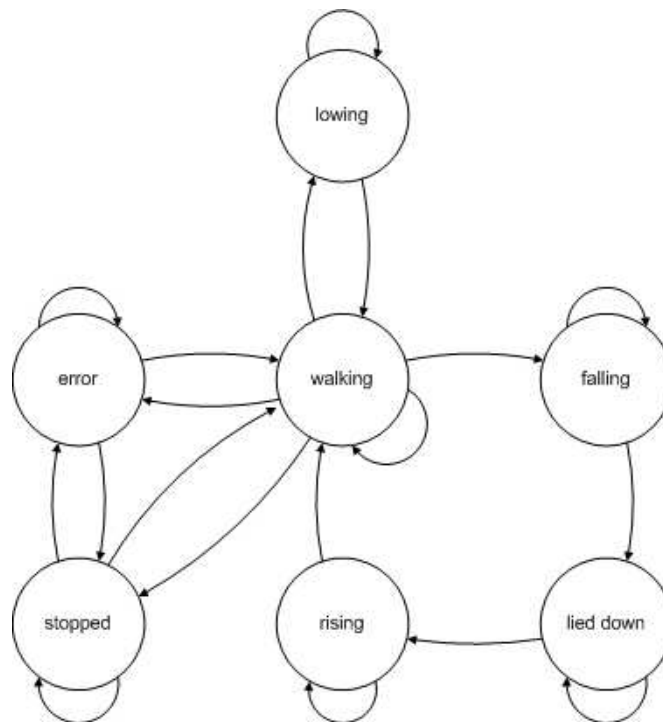 lowing
error
walking
falling
stopped
rising
lied down